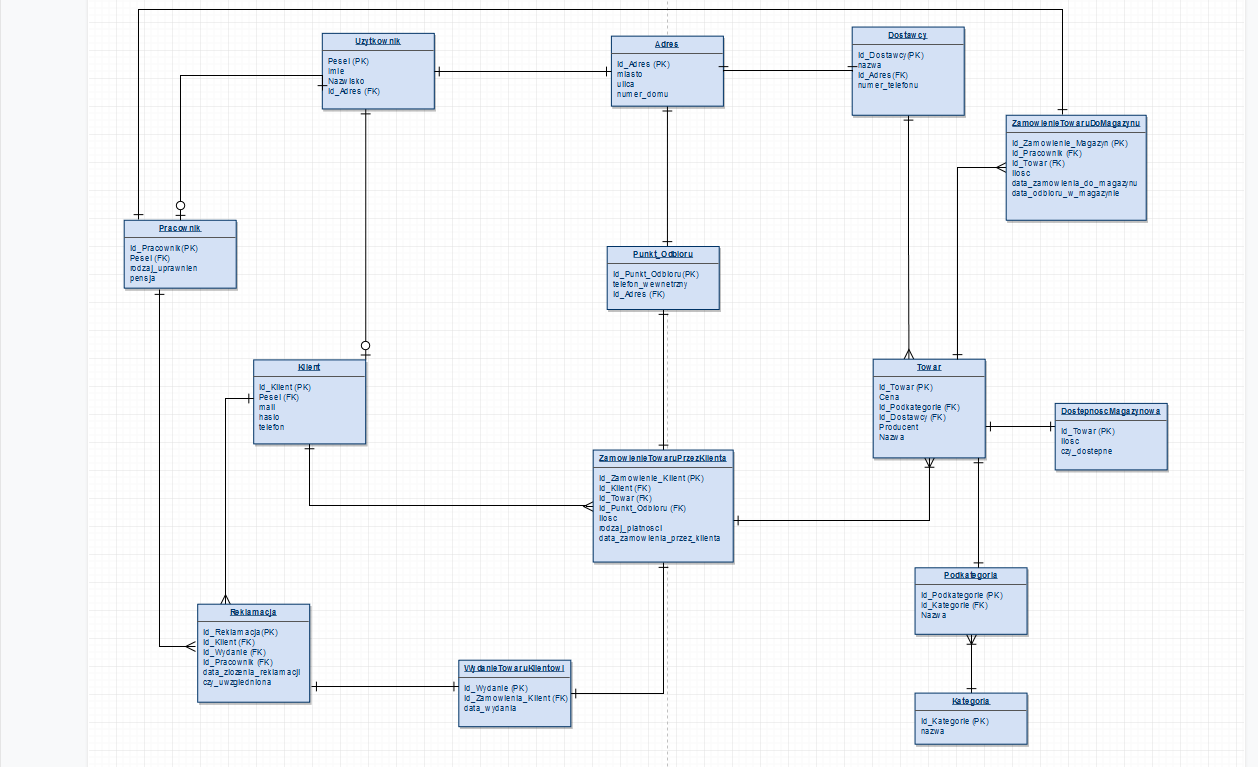 Uzytkownik
Pesel (PK)
Imie
Nazwisko
Id_Adres (FK)
Adres
Id_Adres (PK)
miasto
ulica
numer_domu
Dostawcy
Id_Dostawcy(PK)
nazwa
Id_Adres(FK)
numer_telefonu
ZamowienieTowaruDoMagazynu
Id_Zamowienie_Magazyn (PK)
Id_Pracownik (FK)
Id_Towar (FK)
ilosc
data_zamowienia_do_magazynu
data_odbioru_w_magazynie
Pracownik
Id_Pracownik(PK)
Pesel (FK)
rodzaj_uprawnien
pensja
Punkt_Odbioru
Id_Punkt_Odbioru(PK)
telefon_wewnetrzny
Id_Adres (FK)
Klient
Id_Klient (PK)
Pesel (FK)
mail
haslo
telefon
Towar
Id_Towar (PK)
Cena
Id_Podkategorie (FK)
Id_Dostawcy (FK)
Producent
Nazwa
DostepnoscMagazynowa
Id_Towar (PK)
ilosc
czy_dostepne
ZamowienieTowaruPrzezKlienta
Id_Zamowienie_Klient (PK)
Id_Klient (FK)
Id_Towar (FK)
Id_Punkt_Odbioru (FK)
ilosc
rodzaj_platnosci
data_zamowienia_przez_klienta
Podkategoria
Id_Podkategorie (PK)
Id_Kategorie (FK)
Nazwa
Reklamacja
Id_Reklamacja(PK)
Id_Klient (FK)
Id_Wydanie (FK)
Id_Pracownik (FK)
data_zlozenia_reklamacji
czy_uwzgledniona
WydanieTowaruKlientowi
Id_Wydanie (PK)
Id_Zamowienia_Klient (FK)
data_wydania
Kategoria
Id_Kategorie (PK)
nazwa